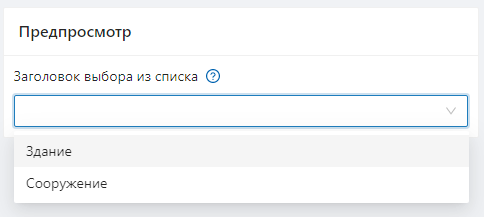 Предпросмотр
Заголовок выбора из списка
Здание
Сооружение